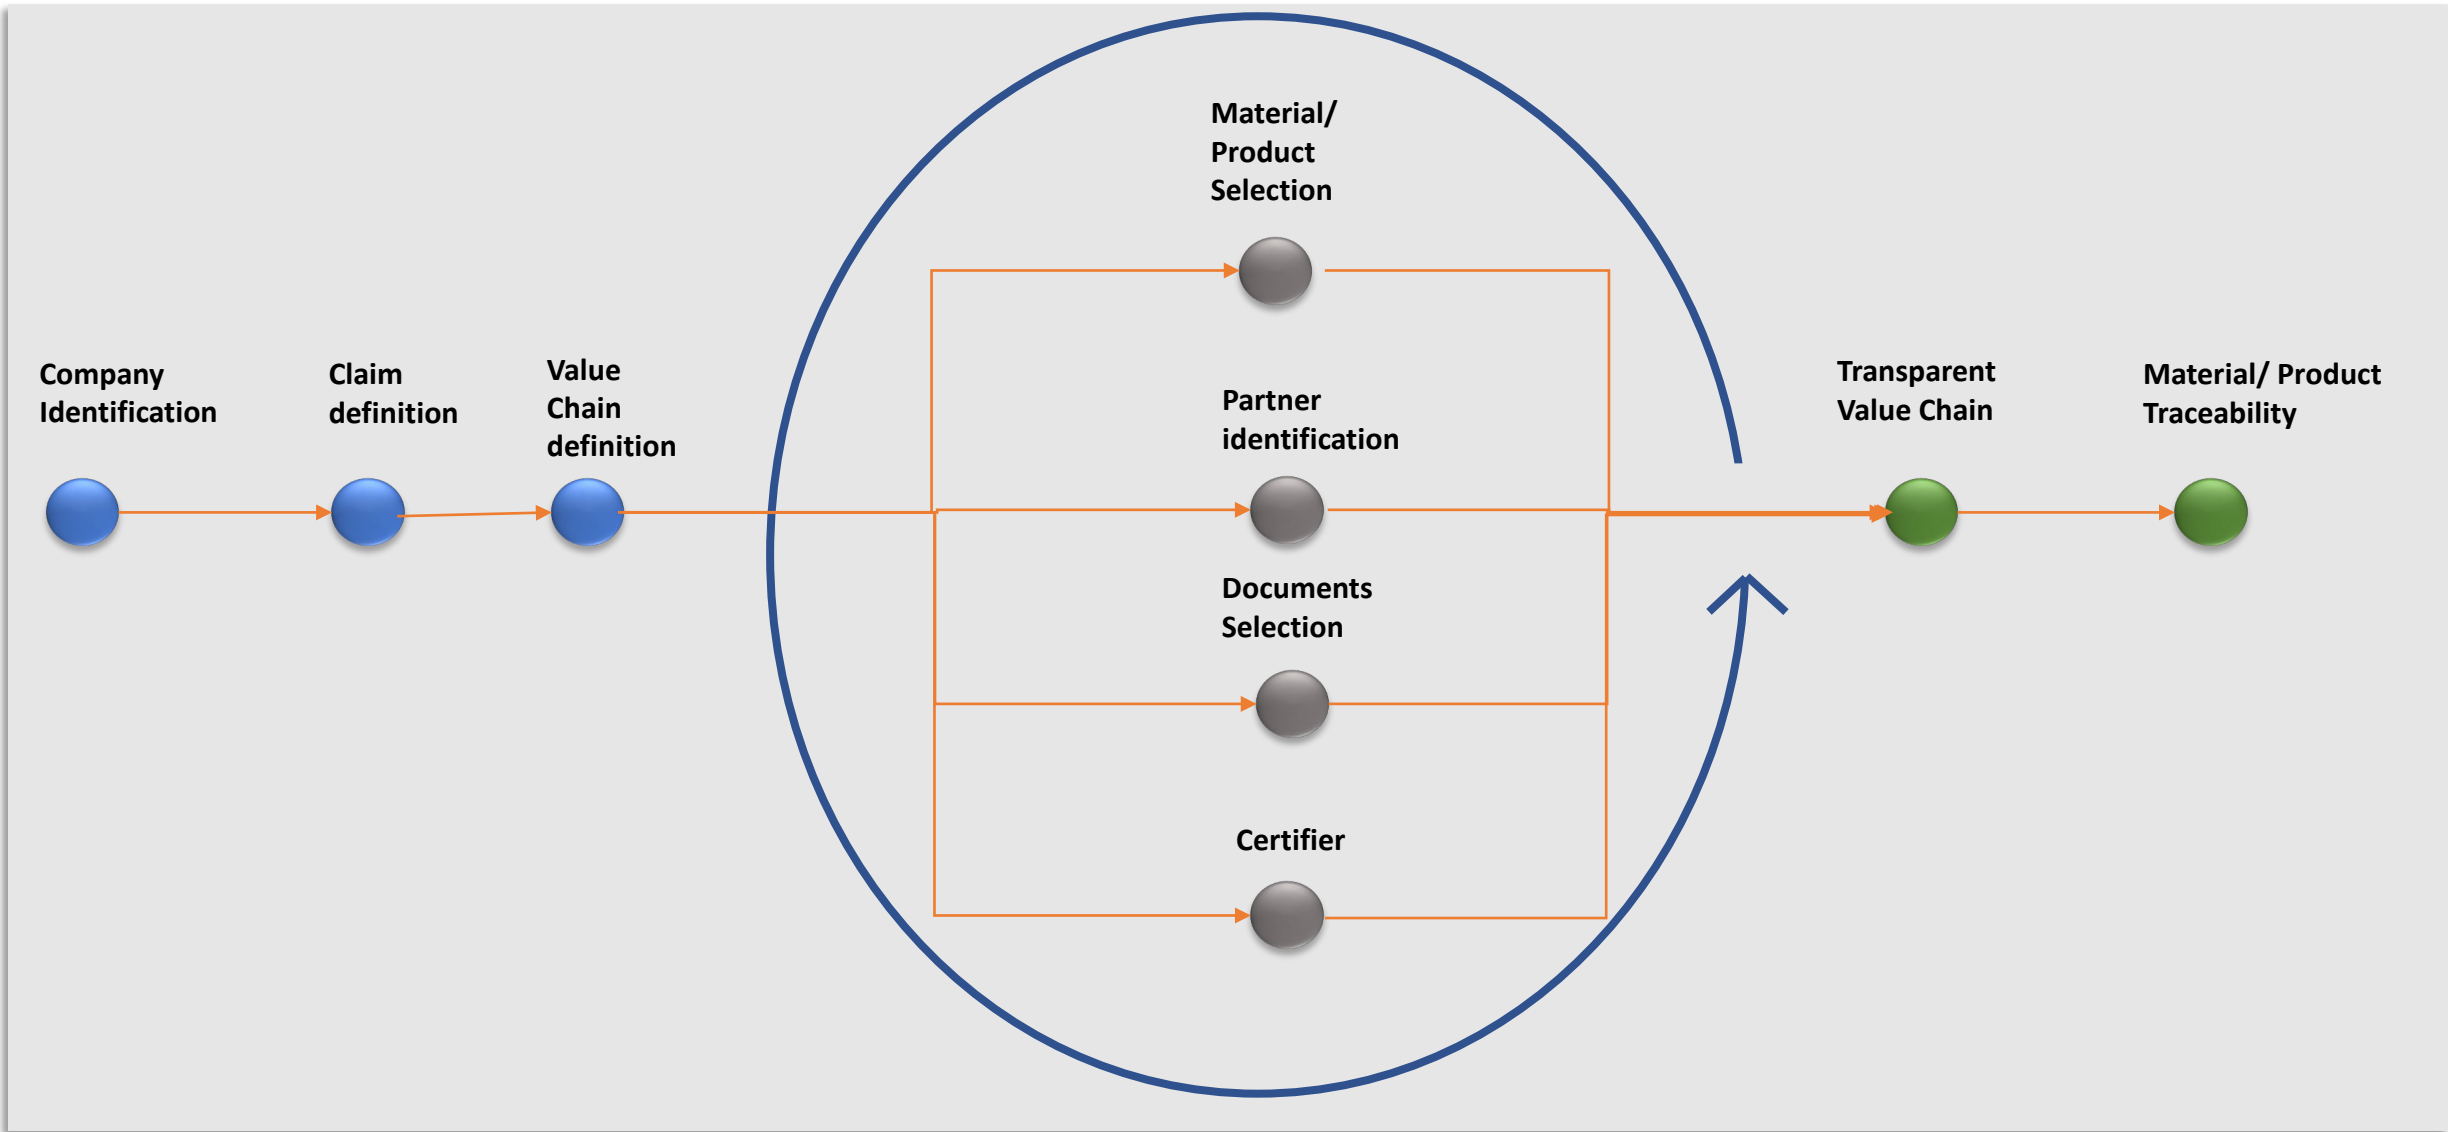 Company
Identification
Claim
definition
Value
Chain
definition
Material/
Product
Selection
Partner
identification
Documents
Selection
Certifier
Transparent
Value Chain
Material/ Product
Traceability